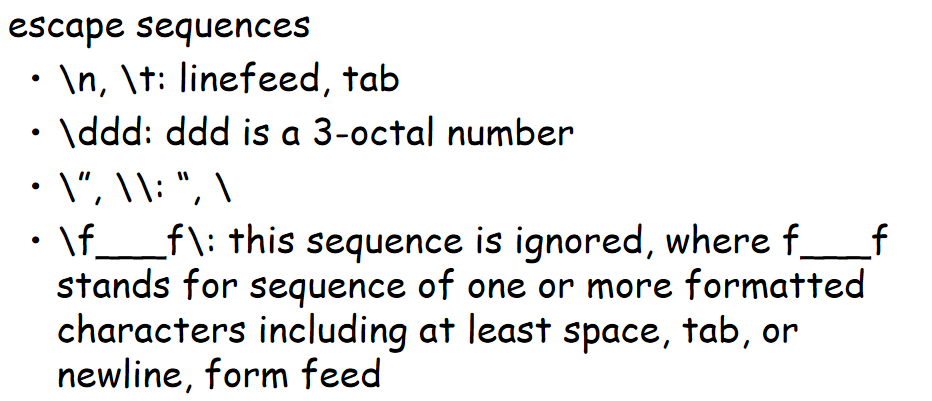 escape sequences
• \n, \t: linefeed, tab
• \ddd: ddd is a 3-octal number
• \”, \\: “, \
• \f___f\: this sequence is ignored, where f___f
stands for sequence of one or more formatted
characters including at least space, tab, or
newline, form feed